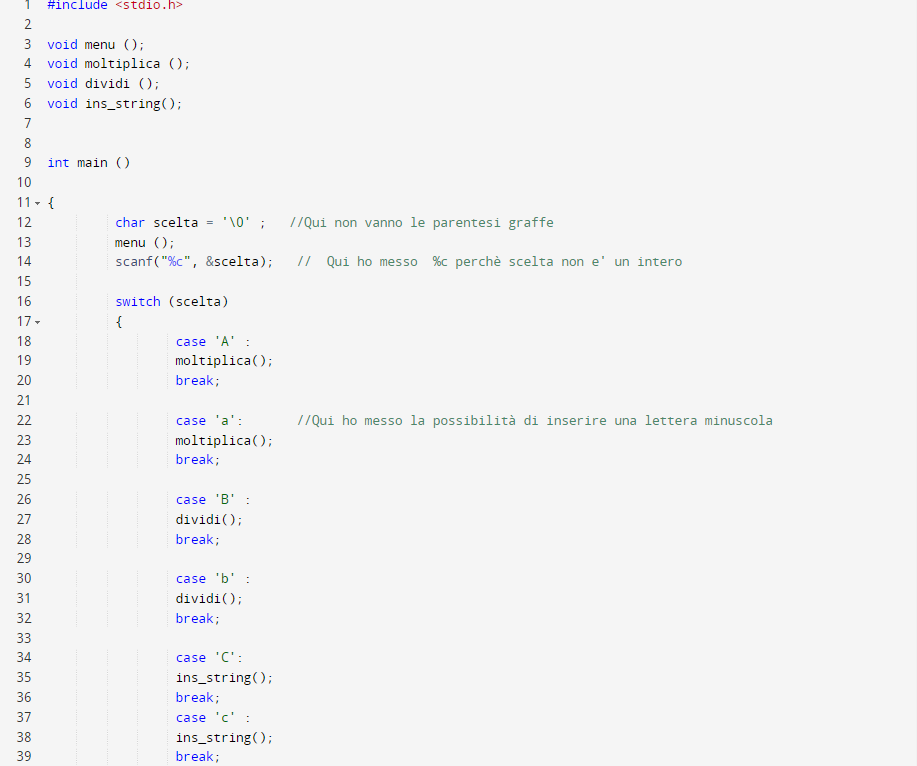 1 #include <stdio.h>
2
3 void menu ();
4 void moltiplica ();
5 void dividi ();
6 void ins_string();
7
8
9 int main ()
10
11 {
12 char scelta = '\0' ; //Qui non vanno le parentesi graffe
13 menu ();
14 scanf("%c", &scelta); // Qui ho messo %c perchè scelta non e' un intero
15
16 switch (scelta)
17 {
18 case 'A' :
19 moltiplica();
20 break;
21
22 case 'a': //Qui ho messo la possibilità di inserire una lettera minuscola
23 moltiplica();
24 break;
25
26 case 'B' :
27 dividi();
28 break;
29
30 case 'b' :
31 dividi();
32 break;
33
34 case 'C':
35 ins_string();
36 break;
37 case 'c' :
38 ins_string();
39 break;